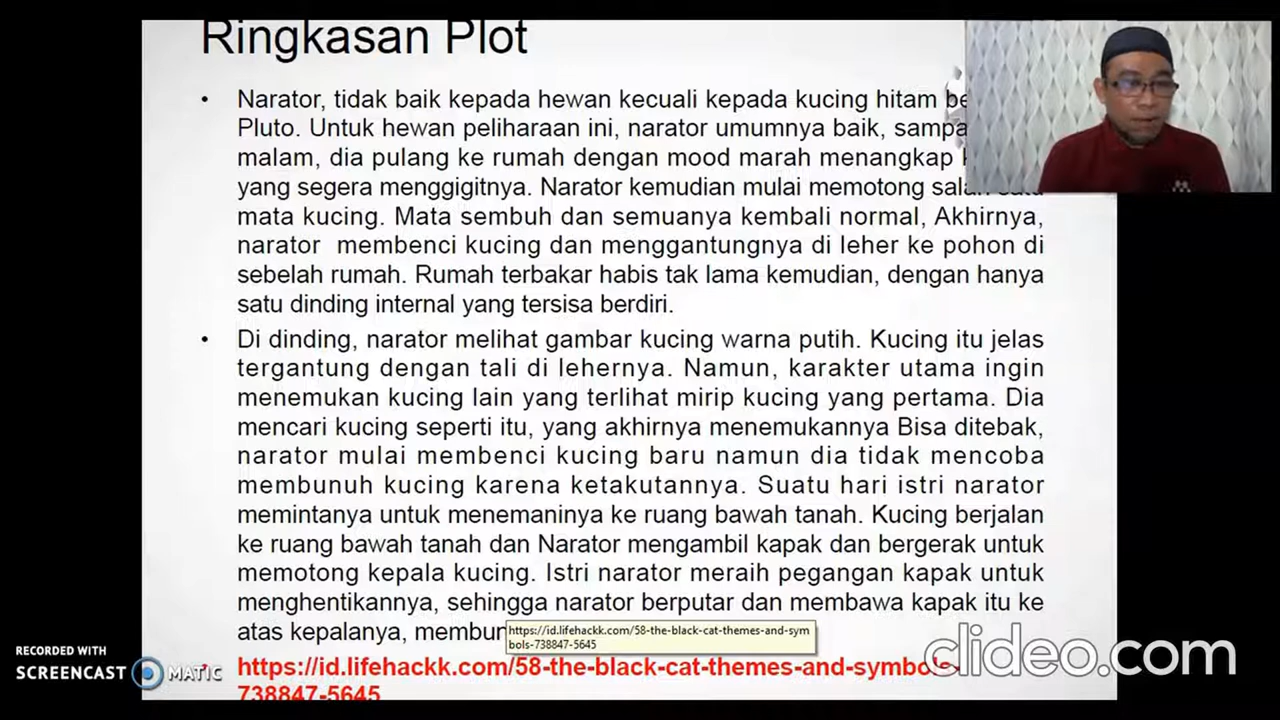 Ringkasan Plot
• Narator, tidak baik kepada hewan kecuali kepada kucing hitam
Pluto. Untuk hewan peliharaan ini, narator umumnya baik,
malam, dia pulang ke rumah dengan mood marah menangkap
yang segera menggigitnya. Narator kemudian mulai memotong salah satu
mata kucing. Mata sembuh dan semuanya kembali normal, Akhirnya,
narator membenci kucing dan menggantungnya di leher ke pohon di
sebelah rumah. Rumah terbakar habis tak lama kemudian, dengan hanya
satu dinding internal yang tersisa berdiri.
• Di dinding, narator melihat gambar kucing warna putih. Kucing itu jelas
tergantung dengan tali di lehernya. Namun, karakter utama ingin
menemukan kucing lain yang terlihat mirip kucing yang pertama. Dia
mencari kucing seperti itu, yang akhirnya menemukannya Bisa ditebak,
narator mulai membenci kucing baru namun dia tidak mencoba
membunuh kucing karena ketakutannya. Suatu hari istri narator
memintanya untuk menemaninya ke ruang bawah tanah. Kucing berjalan
ke ruang bawah tanah dan Narator mengambil kapak dan bergerak untuk
memotong kepala kucing. Istri narator meraih pegangan kapak untuk
menghentikannya, sehingga narator berputar dan membawa kapak itu ke
atas kepalanya,
https://id.lifehackk.com/58-the-black-cat-themes-and-sym
bols-738847-5645
• https://id.lifehackk.com/58-the-black-cat-themes-and-symbols-
738847-5645
RECORDED WITH
SCREENCAST MATIC
clideo.com